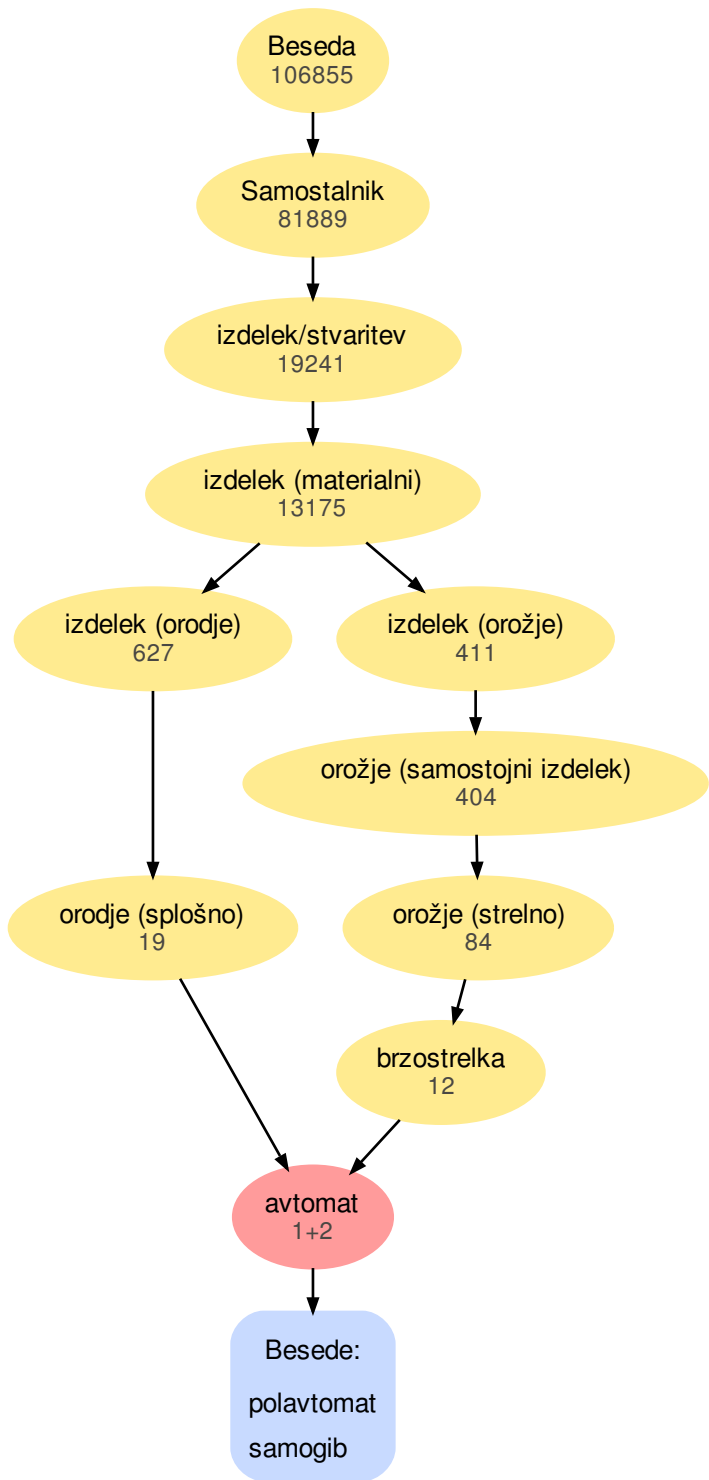 Beseda
106855
Samostalnik
81889
izdelek/stvaritev
19241
izdelek (materialni)
13175
izdelek (orodje)
627
izdelek (orožje)
411
orožje (samostojni izdelek)
404
orodje (splošno)
19
orožje (strelno)
84
brzostrelka
12
avtomat
1+2
Besede:
polavtomat
samogib